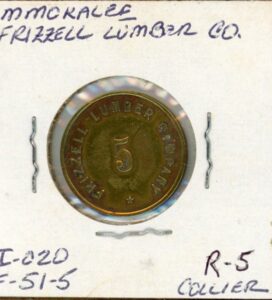 IMMOKALEE
FRIZZELL LUMBER CO.
FRIZZELL LUMBER COMPANY
5
I-020
F-51-5
R-5
COLLIER